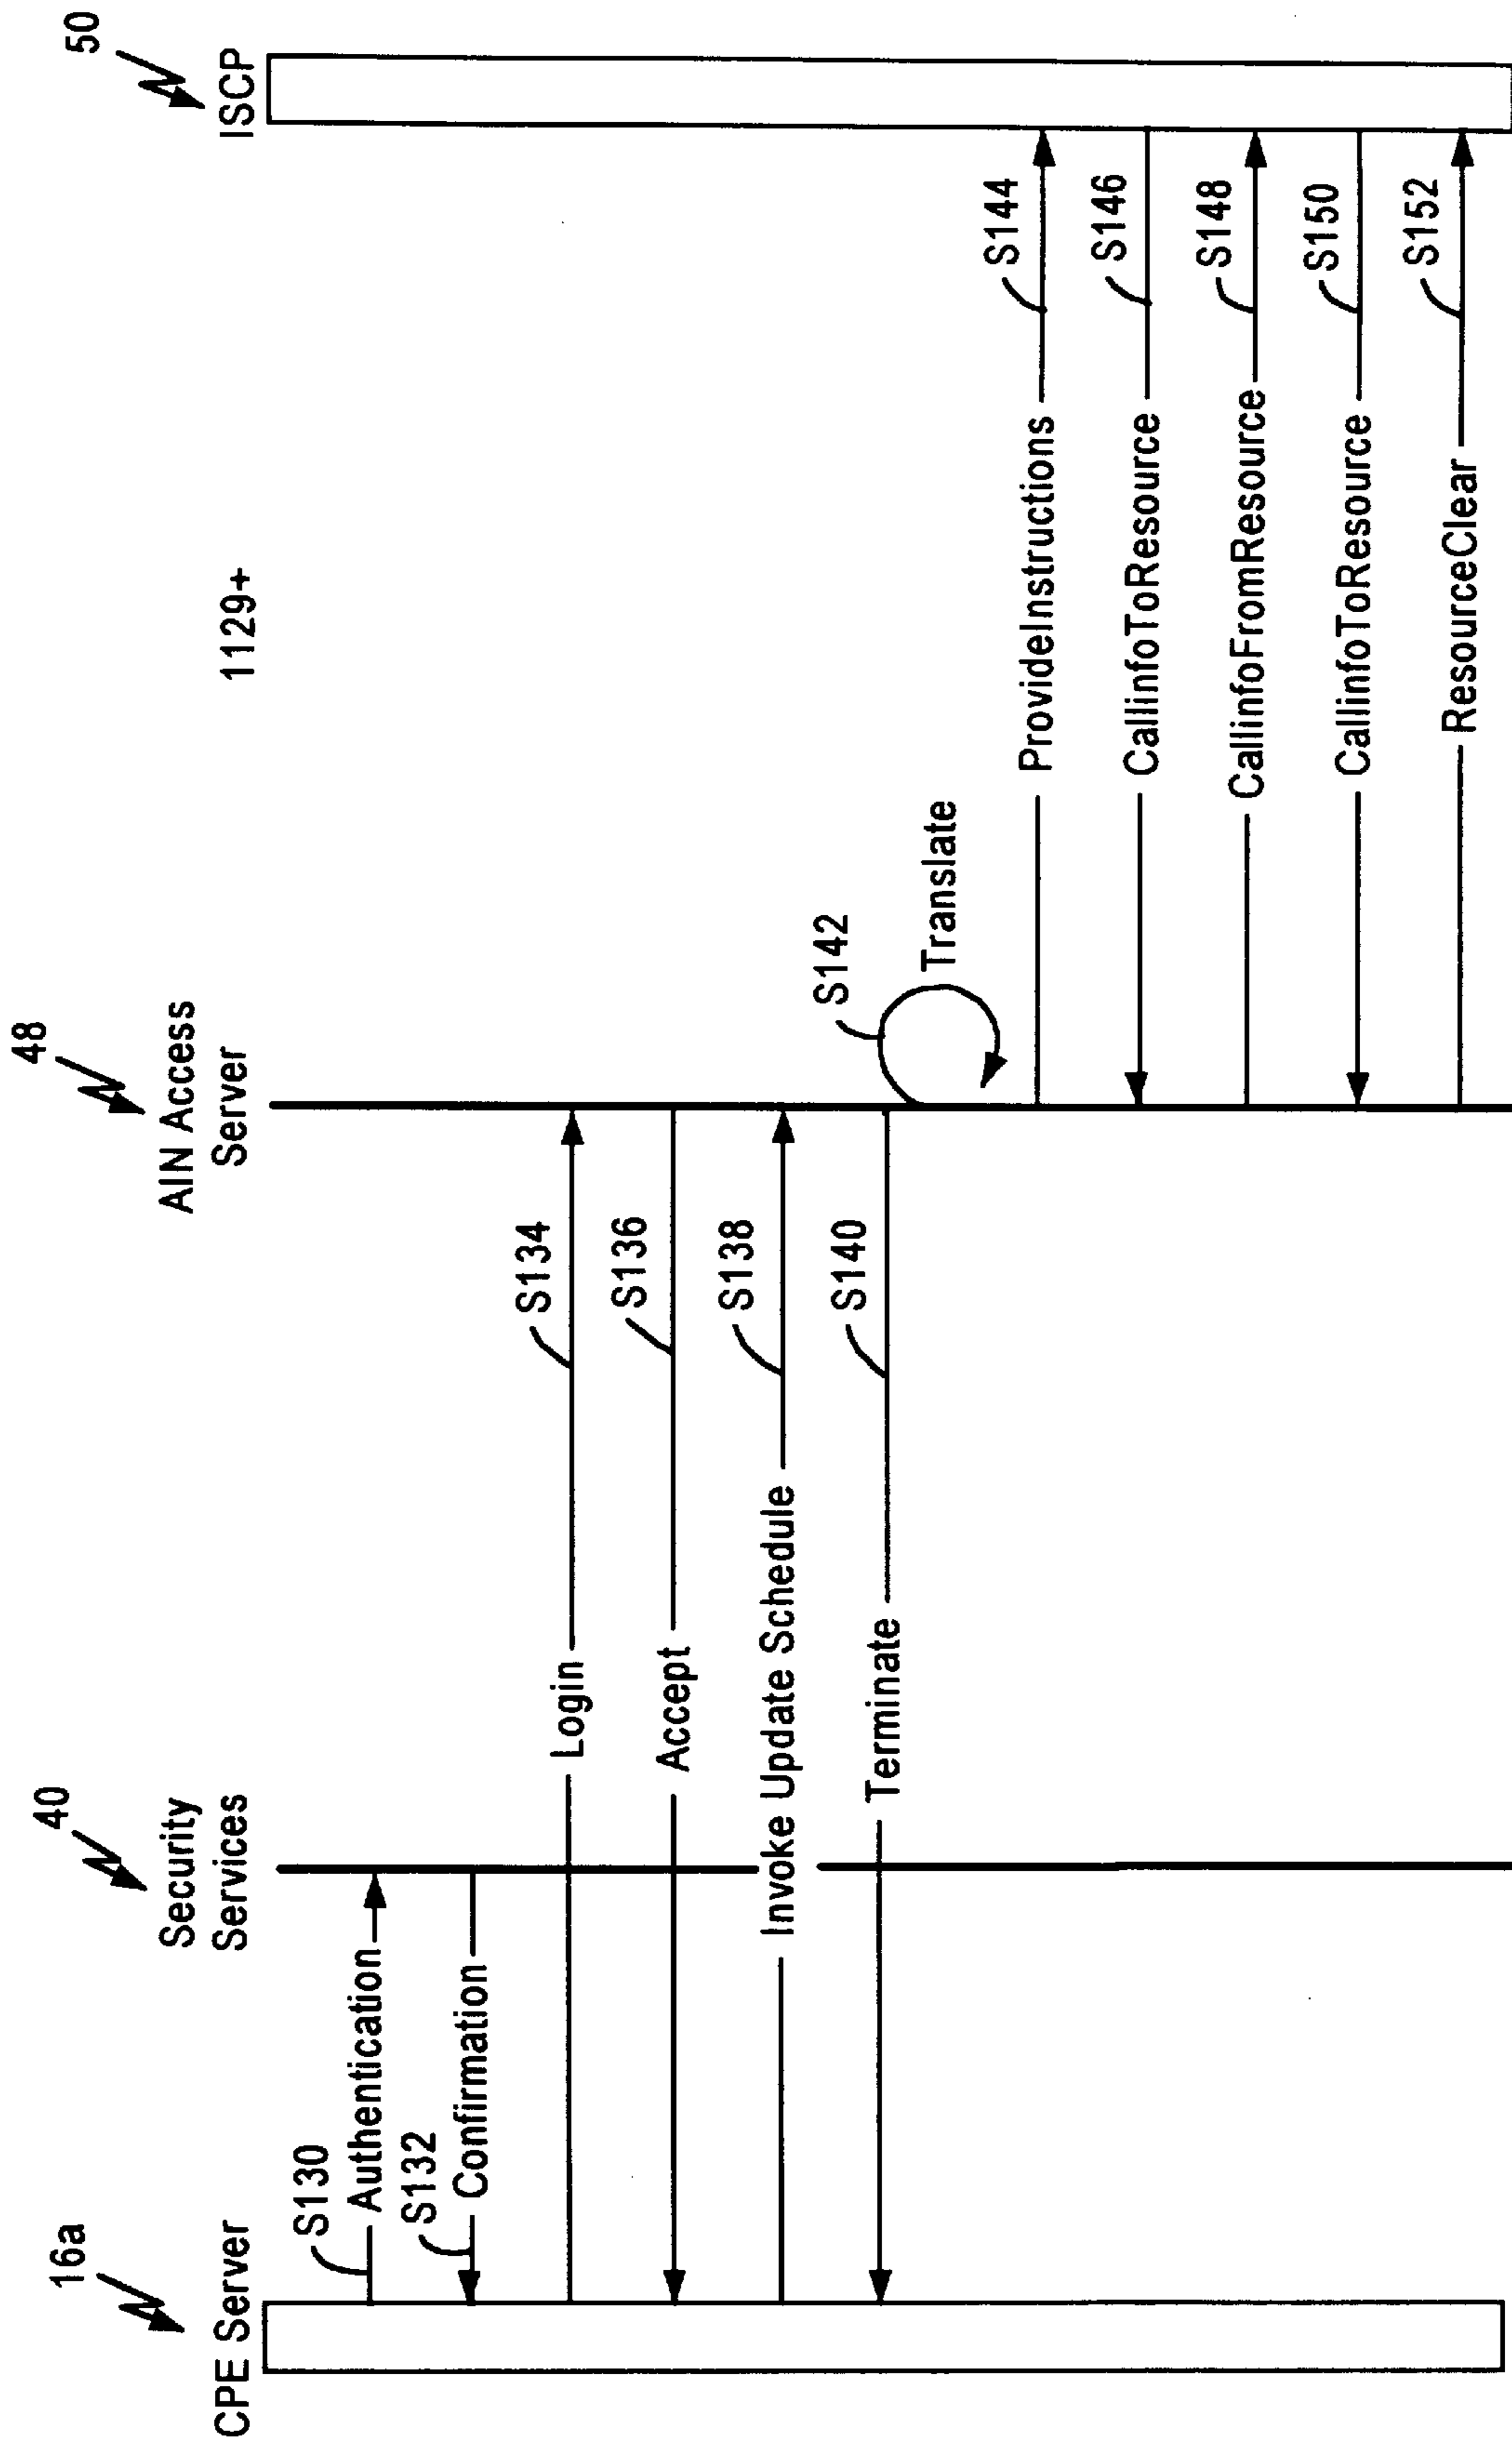 16a
CPE Server
40
Security
Services
48
AIN Access
Server
50
ISCP
1129+
S130
Authentication
S132
Confirmation
Login
S134
Accept
S136
Invoke Update Schedule
S138
Terminate
S140
S142
Translate
ProvideInstructions
S144
CallinfoToResource
S146
CallinfoFromResource
S148
CallinfoToResource
S150
ResourceClear
S152